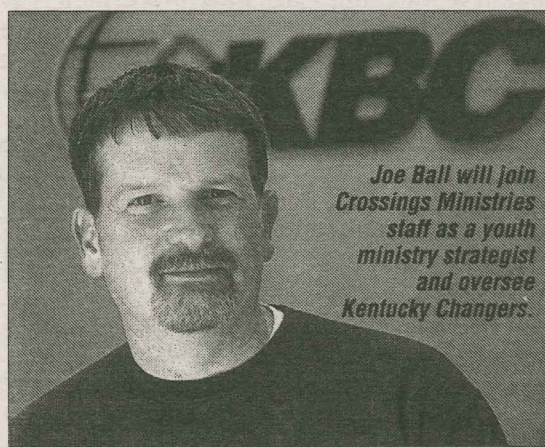 KBC
Joe Ball will join
Crossings Ministries
staff as a youth
ministry strategist
and oversee
Kentucky Changers.